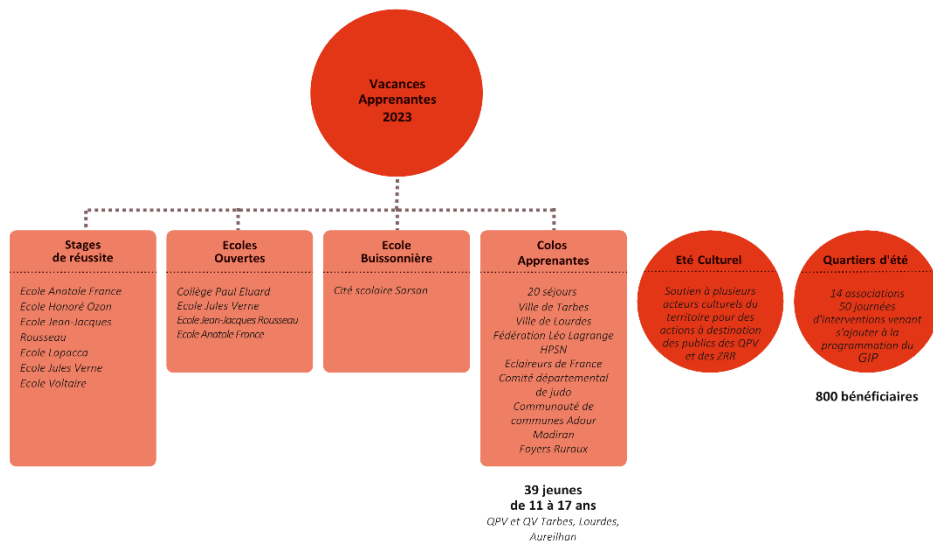 Vacances
Apprenantes
2023
Stages
de réussite
Ecole Anatole France
Ecole Honoré Ozon
Ecole Jean-Jacques
Rousseau
Ecole Lapacca
Ecole Jules Verne
Ecole Voltaire
Ecoles
Ouvertes
Collège Paul Eluard
Ecole Jules Verne
Ecole Jean-Jacques Rousseau
Ecole Anatole France
Ecole
Buissonnière
Cité scolaire Sarsan
Colos
Apprenantes
20 séjours
Ville de Tarbes
Ville de Lourdes
Fédération Léo Lagrange
HPSN
Eclaireurs de France
Comité départemental
de judo
Communauté de
communes Adour
Madiran
Foyers Ruraux
39 jeunes
de 11 à 17 ans
QPV et QV Tarbes, Lourdes,
Aureilhan
Eté Culturel
Soutien à plusieurs
acteurs culturels du
territoire pour des
actions à destination
des publics des QPV
et des ZRR
Quartiers d'été
14 associations
50 journées
d'interventions venant
s'ajouter à la
programmation du
GIP
800 bénéficiaires